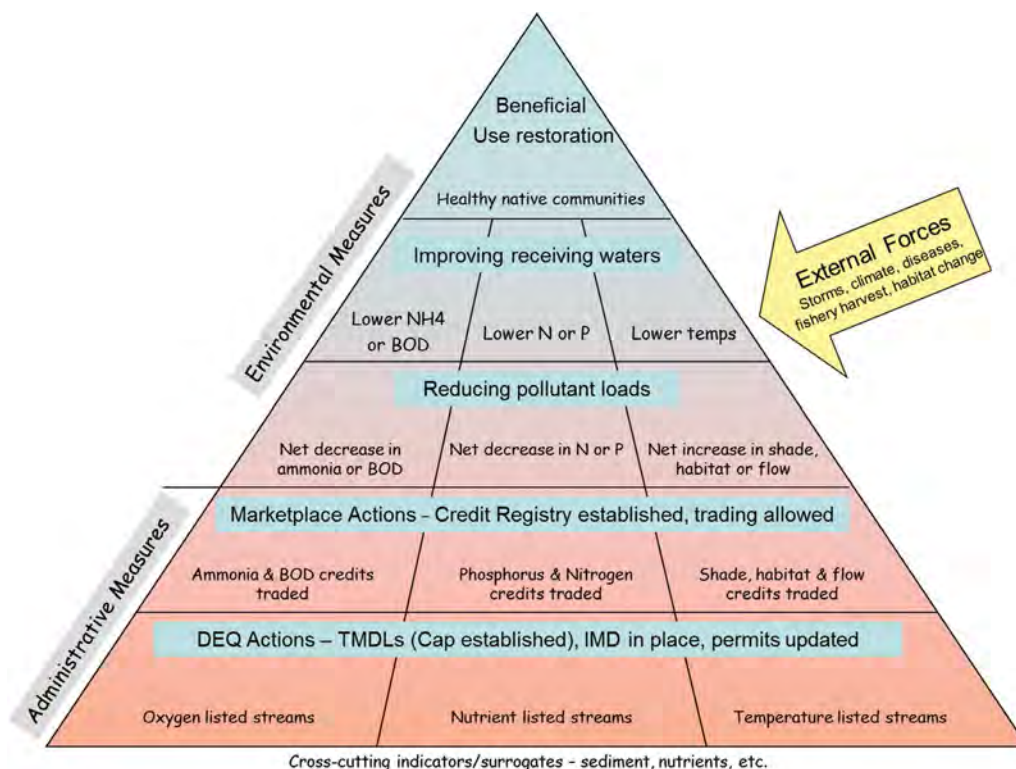 Beneficial
Use restoration
Healthy native communities
Environmental Measures
Improving receiving waters
External Forces
Storms, climate, diseases,
fishery harvest, habitat change
Lower NH4
or BOD
Lower N or P
Lower temps
Reducing pollutant loads
Net decrease in
ammonia or BOD
Net decrease in N or P
Net increase in shade,
habitat or flow
Administrative Measures
Marketplace Actions – Credit Registry established, trading allowed
Ammonia & BOD credits
traded
Phosphorus & Nitrogen
credits traded
Shade, habitat & flow
credits traded
DEQ Actions – TMDLs (Cap established), IMD in place, permits updated
Oxygen listed streams
Nutrient listed streams
Temperature listed streams
Cross-cutting indicators/surrogates – sediment, nutrients, etc.